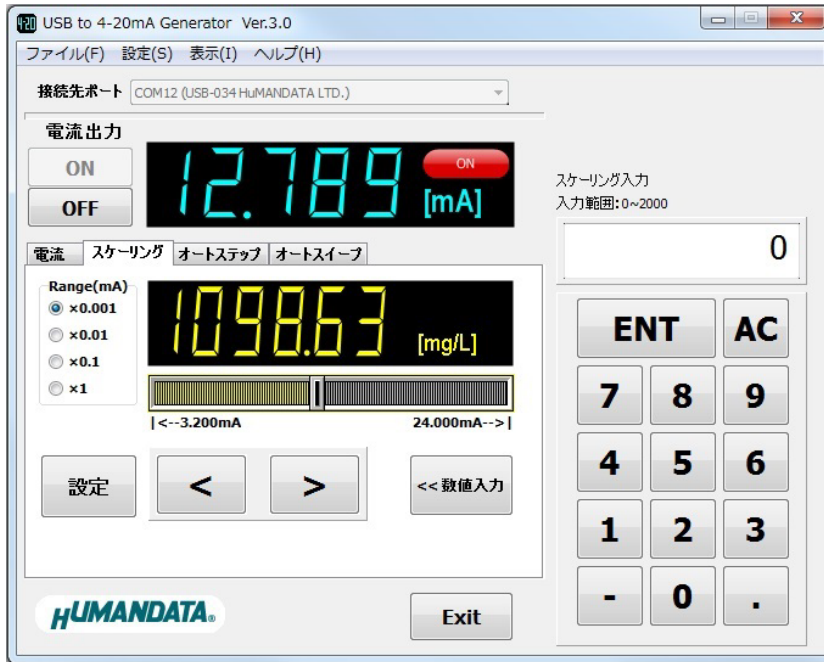 USB to 4-20mA Generator Ver.3.0
ファイル(F) 設定(S) 表示(I) ヘルプ(H)
接続先ポート COM12 (USB-034 HuMANDATA LTD.)
電流出力
ON
OFF
12.789
ON
[mA]
電流 スケーリング オートステップ オートスイープ
Range(mA)
×0.001
×0.01
×0.1
×1
1098.63
[mg/L]
|<--3.200mA 24.000mA-->|
設定 < > <<数値入力
HUMANDATA®
Exit
スケーリング入力
入力範囲:0~2000
0
ENT AC
7 8 9
4 5 6
1 2 3
- 0 .